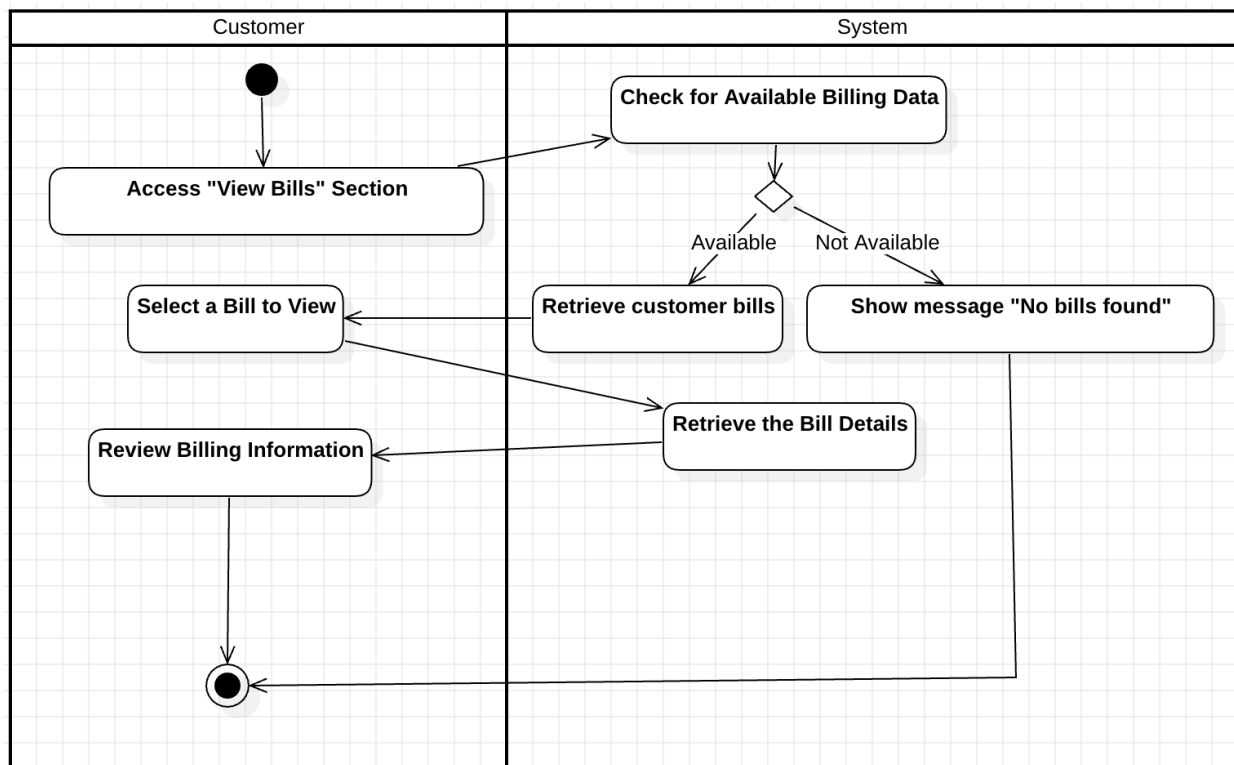 Customer
System
Check for Available Billing Data
Access "View Bills" Section
Available
Not Available
Select a Bill to View
Retrieve customer bills
Show message "No bills found"
Retrieve the Bill Details
Review Billing Information